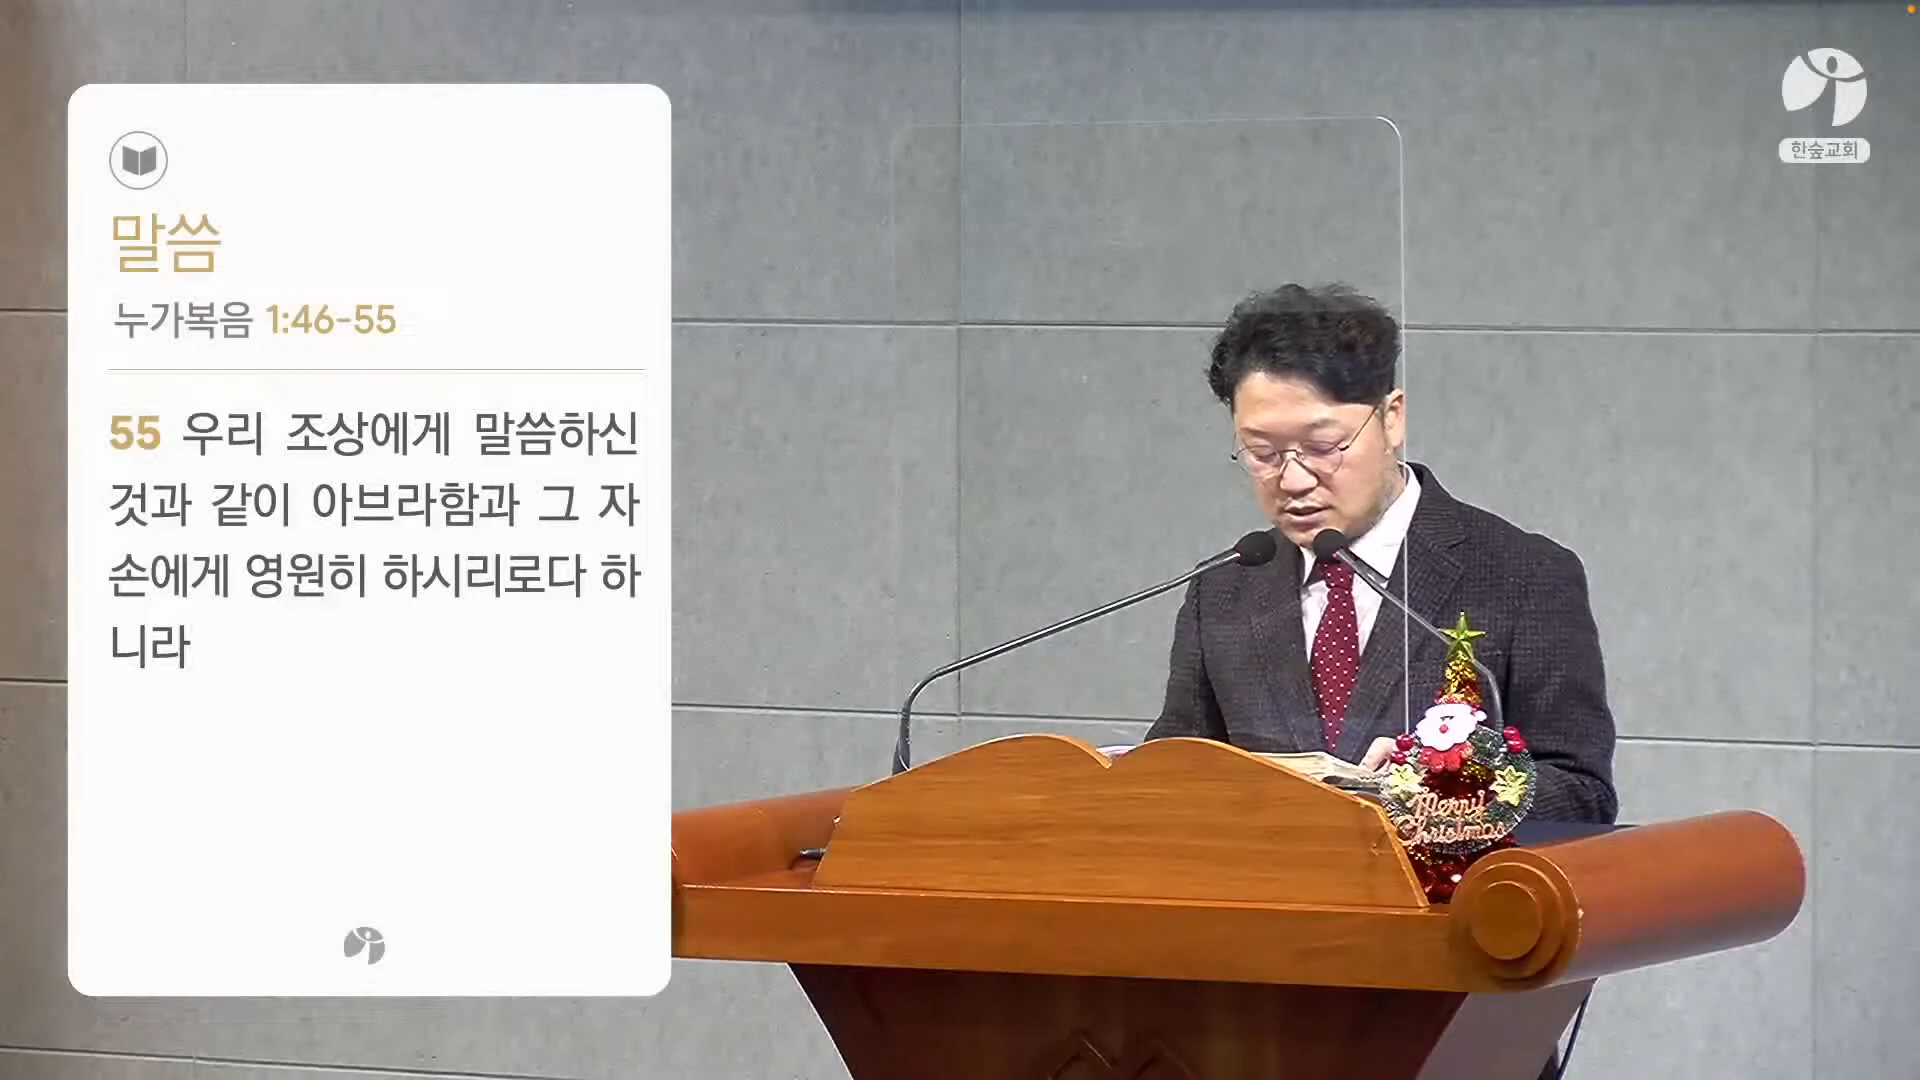 말씀
누가복음 1:46-55
55 우리 조상에게 말씀하신
것과 같이 아브라함과 그 자
손에게 영원히 하시리로다 하
니라
한숲교회
Merry
Christmas